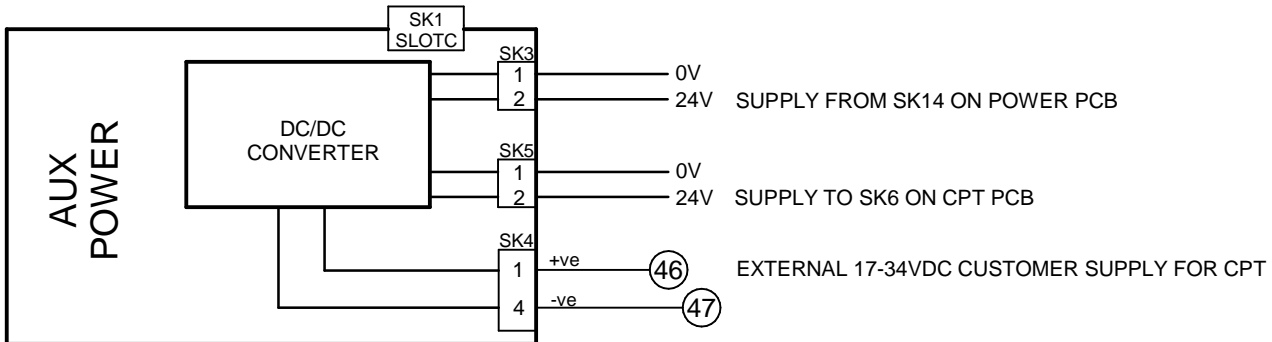 SK1
SLOTC
SK3
1 0V
2 24V SUPPLY FROM SK14 ON POWER PCB
DC/DC
CONVERTER
AUX
POWER
SK5
1 0V
2 24V SUPPLY TO SK6 ON CPT PCB
SK4
1 +ve 46 EXTERNAL 17-34VDC CUSTOMER SUPPLY FOR CPT
4 -ve 47